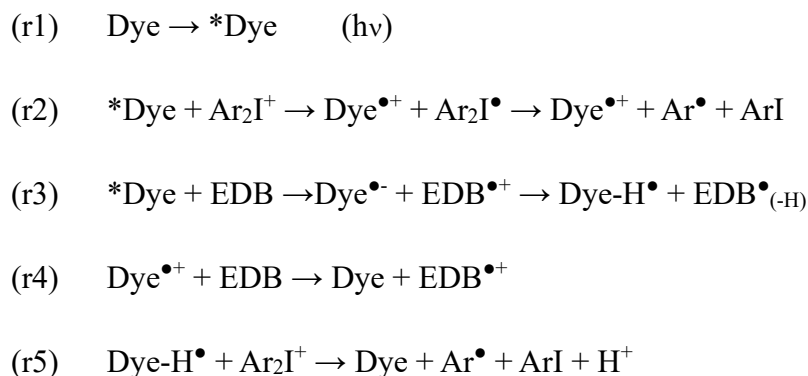 (r1) Dye → *Dye (hν)
(r2) *Dye + Ar₂I⁺ → Dye●⁺ + Ar₂I● → Dye●⁺ + Ar● + ArI
(r3) *Dye + EDB →Dye●⁻ + EDB●⁺ → Dye-H● + EDB●₍₋H₎
(r4) Dye●⁺ + EDB → Dye + EDB●⁺
(r5) Dye-H● + Ar₂I⁺ → Dye + Ar● + ArI + H⁺